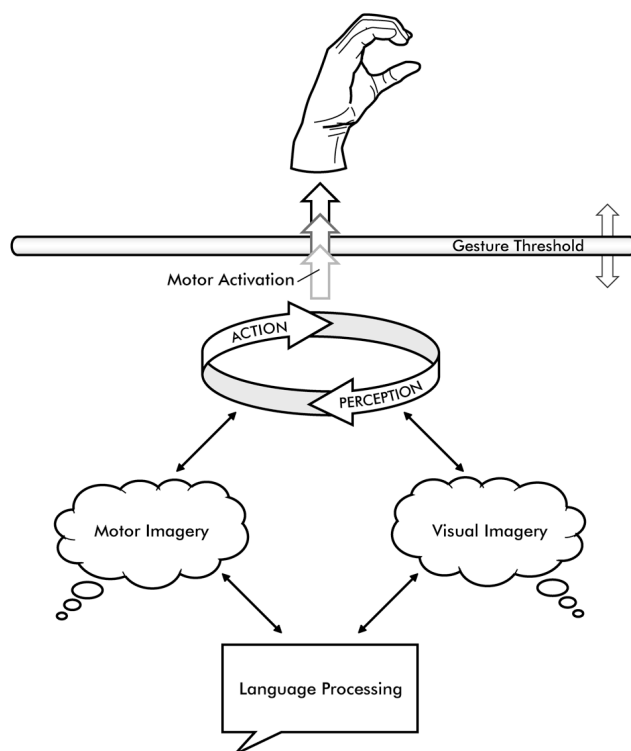 Gesture Threshold
Motor Activation
ACTION
PERCEPTION
Motor Imagery
Visual Imagery
Language Processing